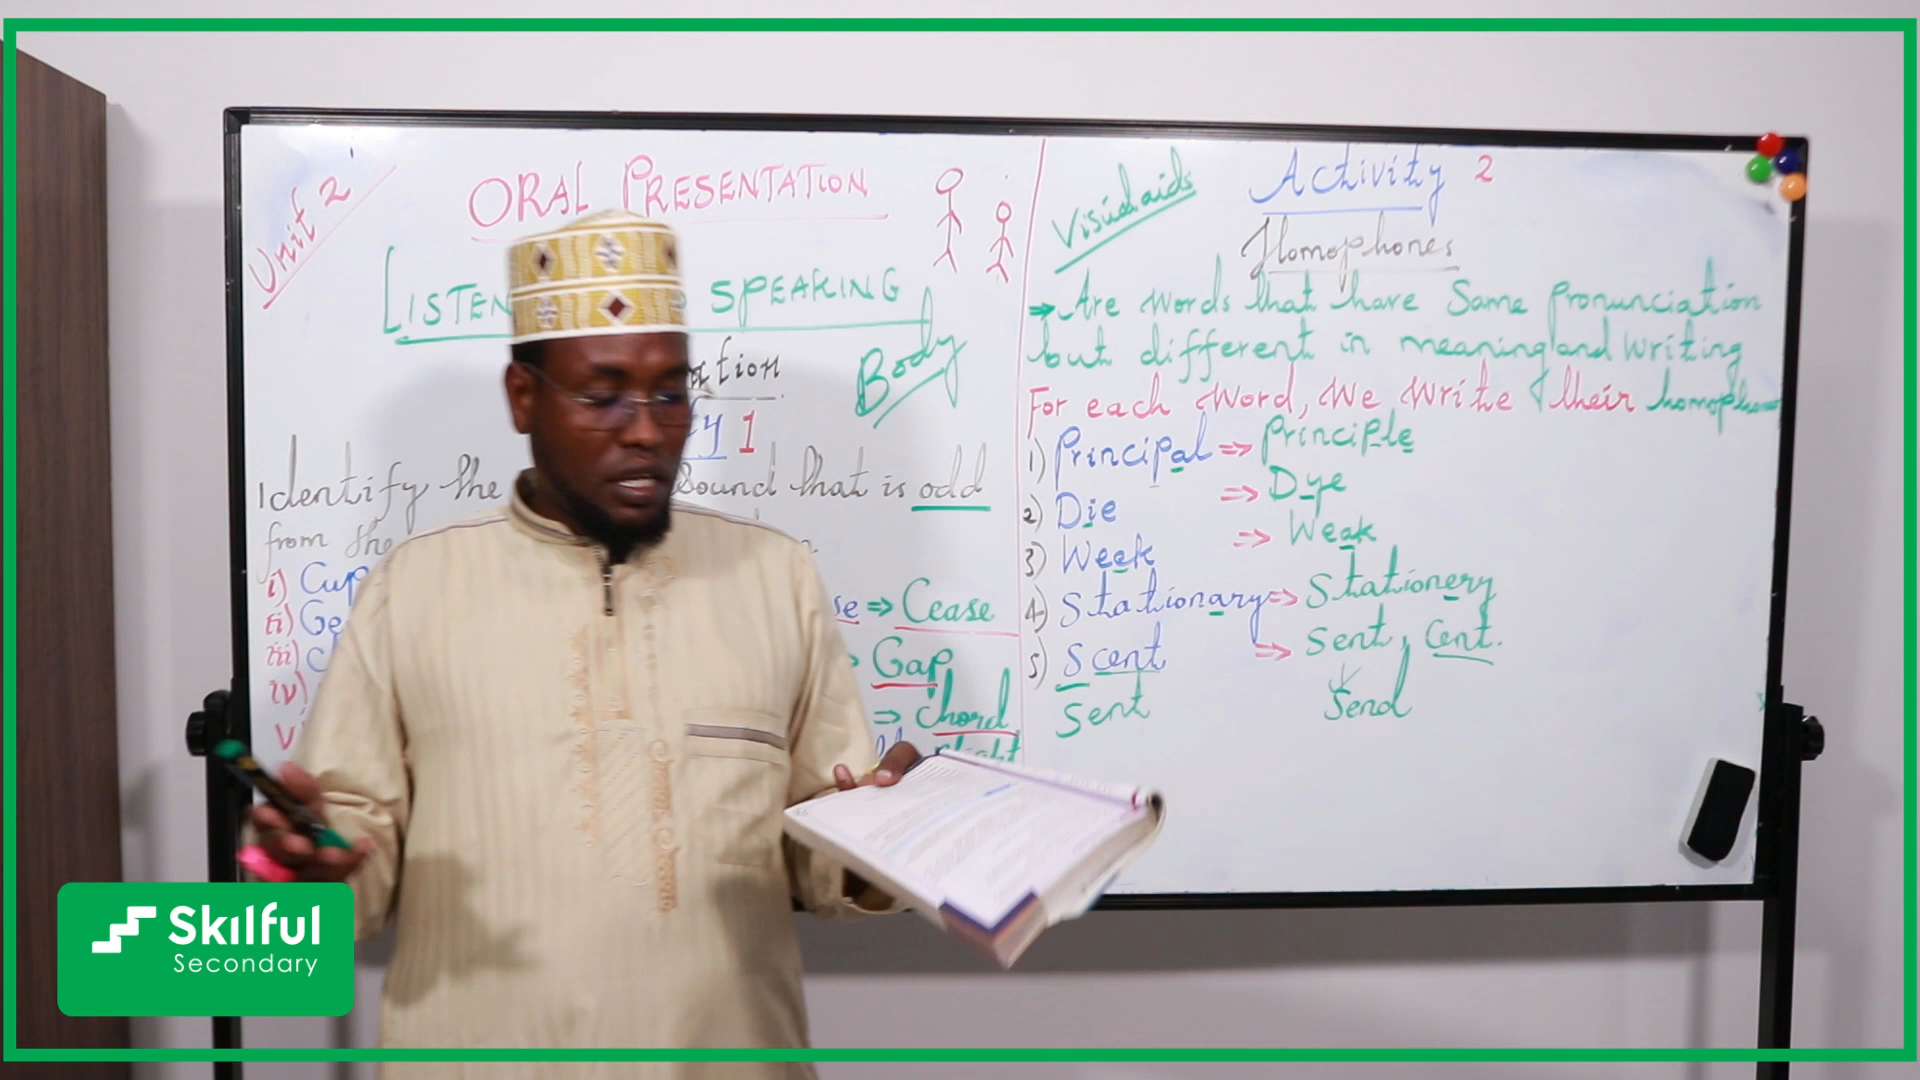 Unit 2
ORAL PRESENTATION
LISTEN SPEAKING
Body
1
Identify the sound that is odd
from the
i) Cup
ii) Ge
iii)
iv)
se ⇒ Cease
Gap
⇒ Chord
Visual aids
Activity 2
Homophones
→ Are words that have Same Pronunciation
but different in meaning and writing
For each Word, We Write their
1) Principal ⇒ Principle
2) Die ⇒ Dye
3) Week ⇒ Weak
4) Stationary ⇒ Stationery
5) Scent ⇒ Sent, Cent.
Sent Send
Skilful
Secondary